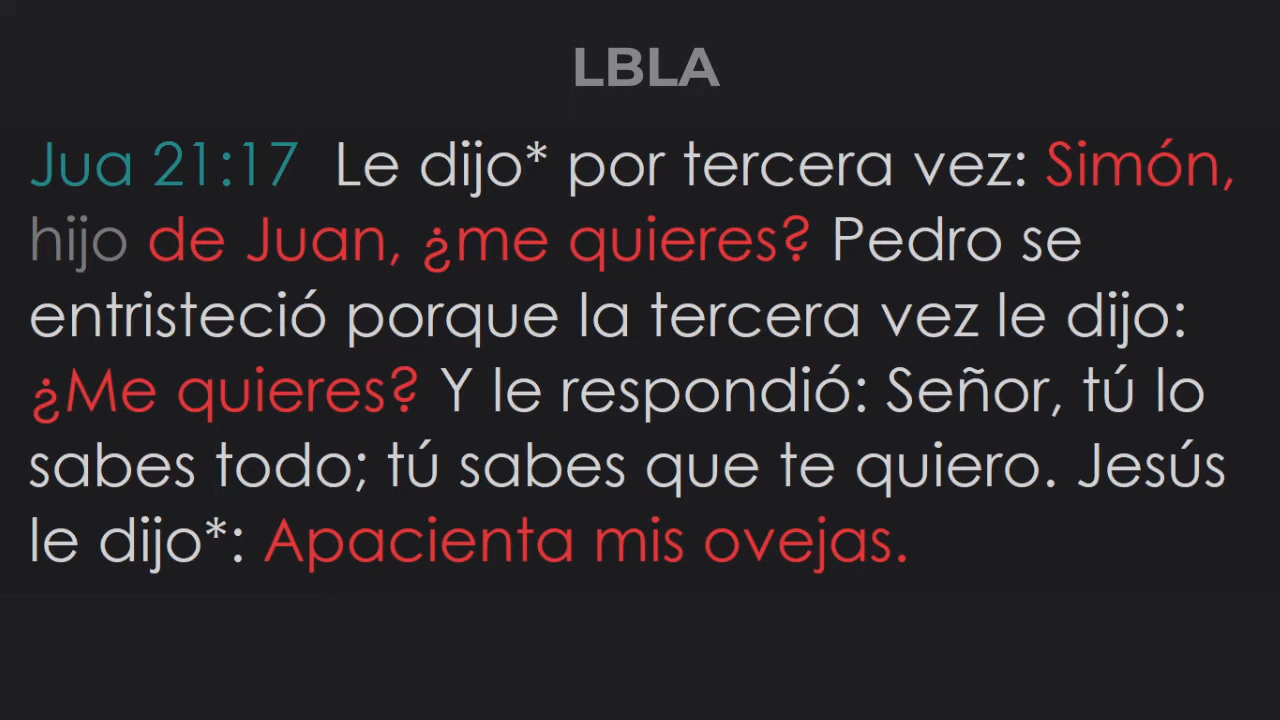 LBLA
Jua 21:17 Le dijo* por tercera vez: Simón,
hijo de Juan, ¿me quieres? Pedro se
entristeció porque la tercera vez le dijo:
¿Me quieres? Y le respondió: Señor, tú lo
sabes todo; tú sabes que te quiero. Jesús
le dijo*: Apacienta mis ovejas.